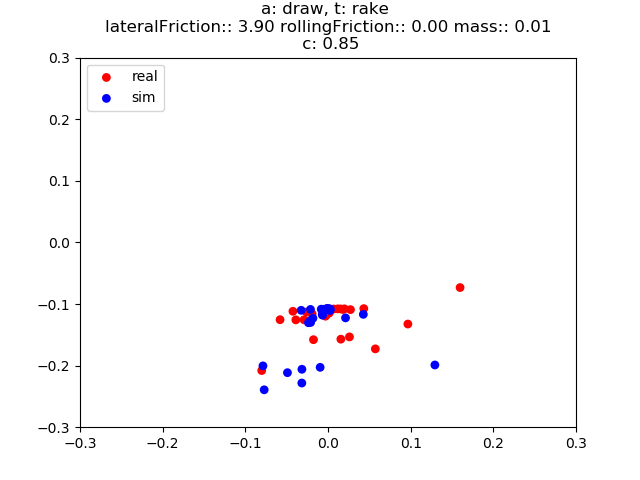 a: draw, t: rake
lateralFriction:: 3.90 rollingFriction:: 0.00 mass:: 0.01
c: 0.85
real
sim
0.3
0.2
0.1
0.0
−0.1
−0.2
−0.3
−0.3
−0.2
−0.1
0.0
0.1
0.2
0.3